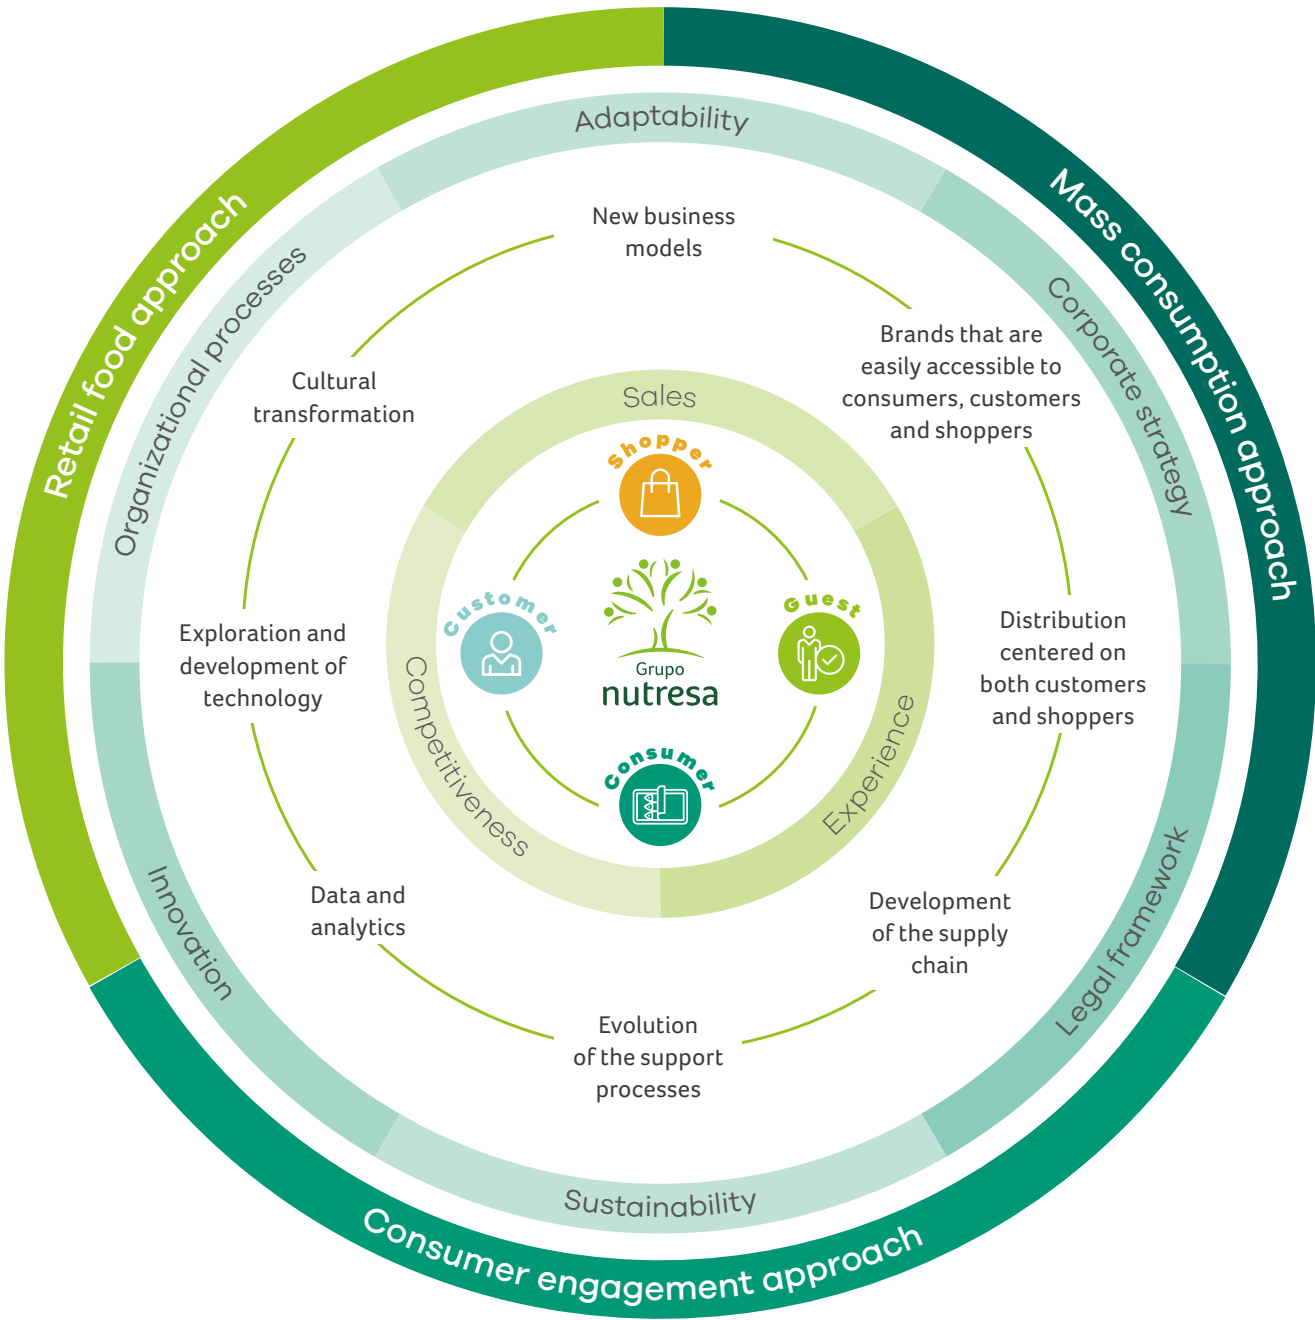 Retail food approach
Mass consumption approach
Consumer engagement approach
Adaptability
Corporate strategy
Legal framework
Sustainability
Innovation
Organizational processes
New business
models
Brands that are
easily accessible to
consumers, customers
and shoppers
Distribution
centered on
both customers
and shoppers
Development
of the supply
chain
Evolution
of the support
processes
Data and
analytics
Exploration and
development of
technology
Cultural
transformation
Sales
Experience
Competitiveness
Shopper
Guest
Consumer
Customer
Grupo
nutresa